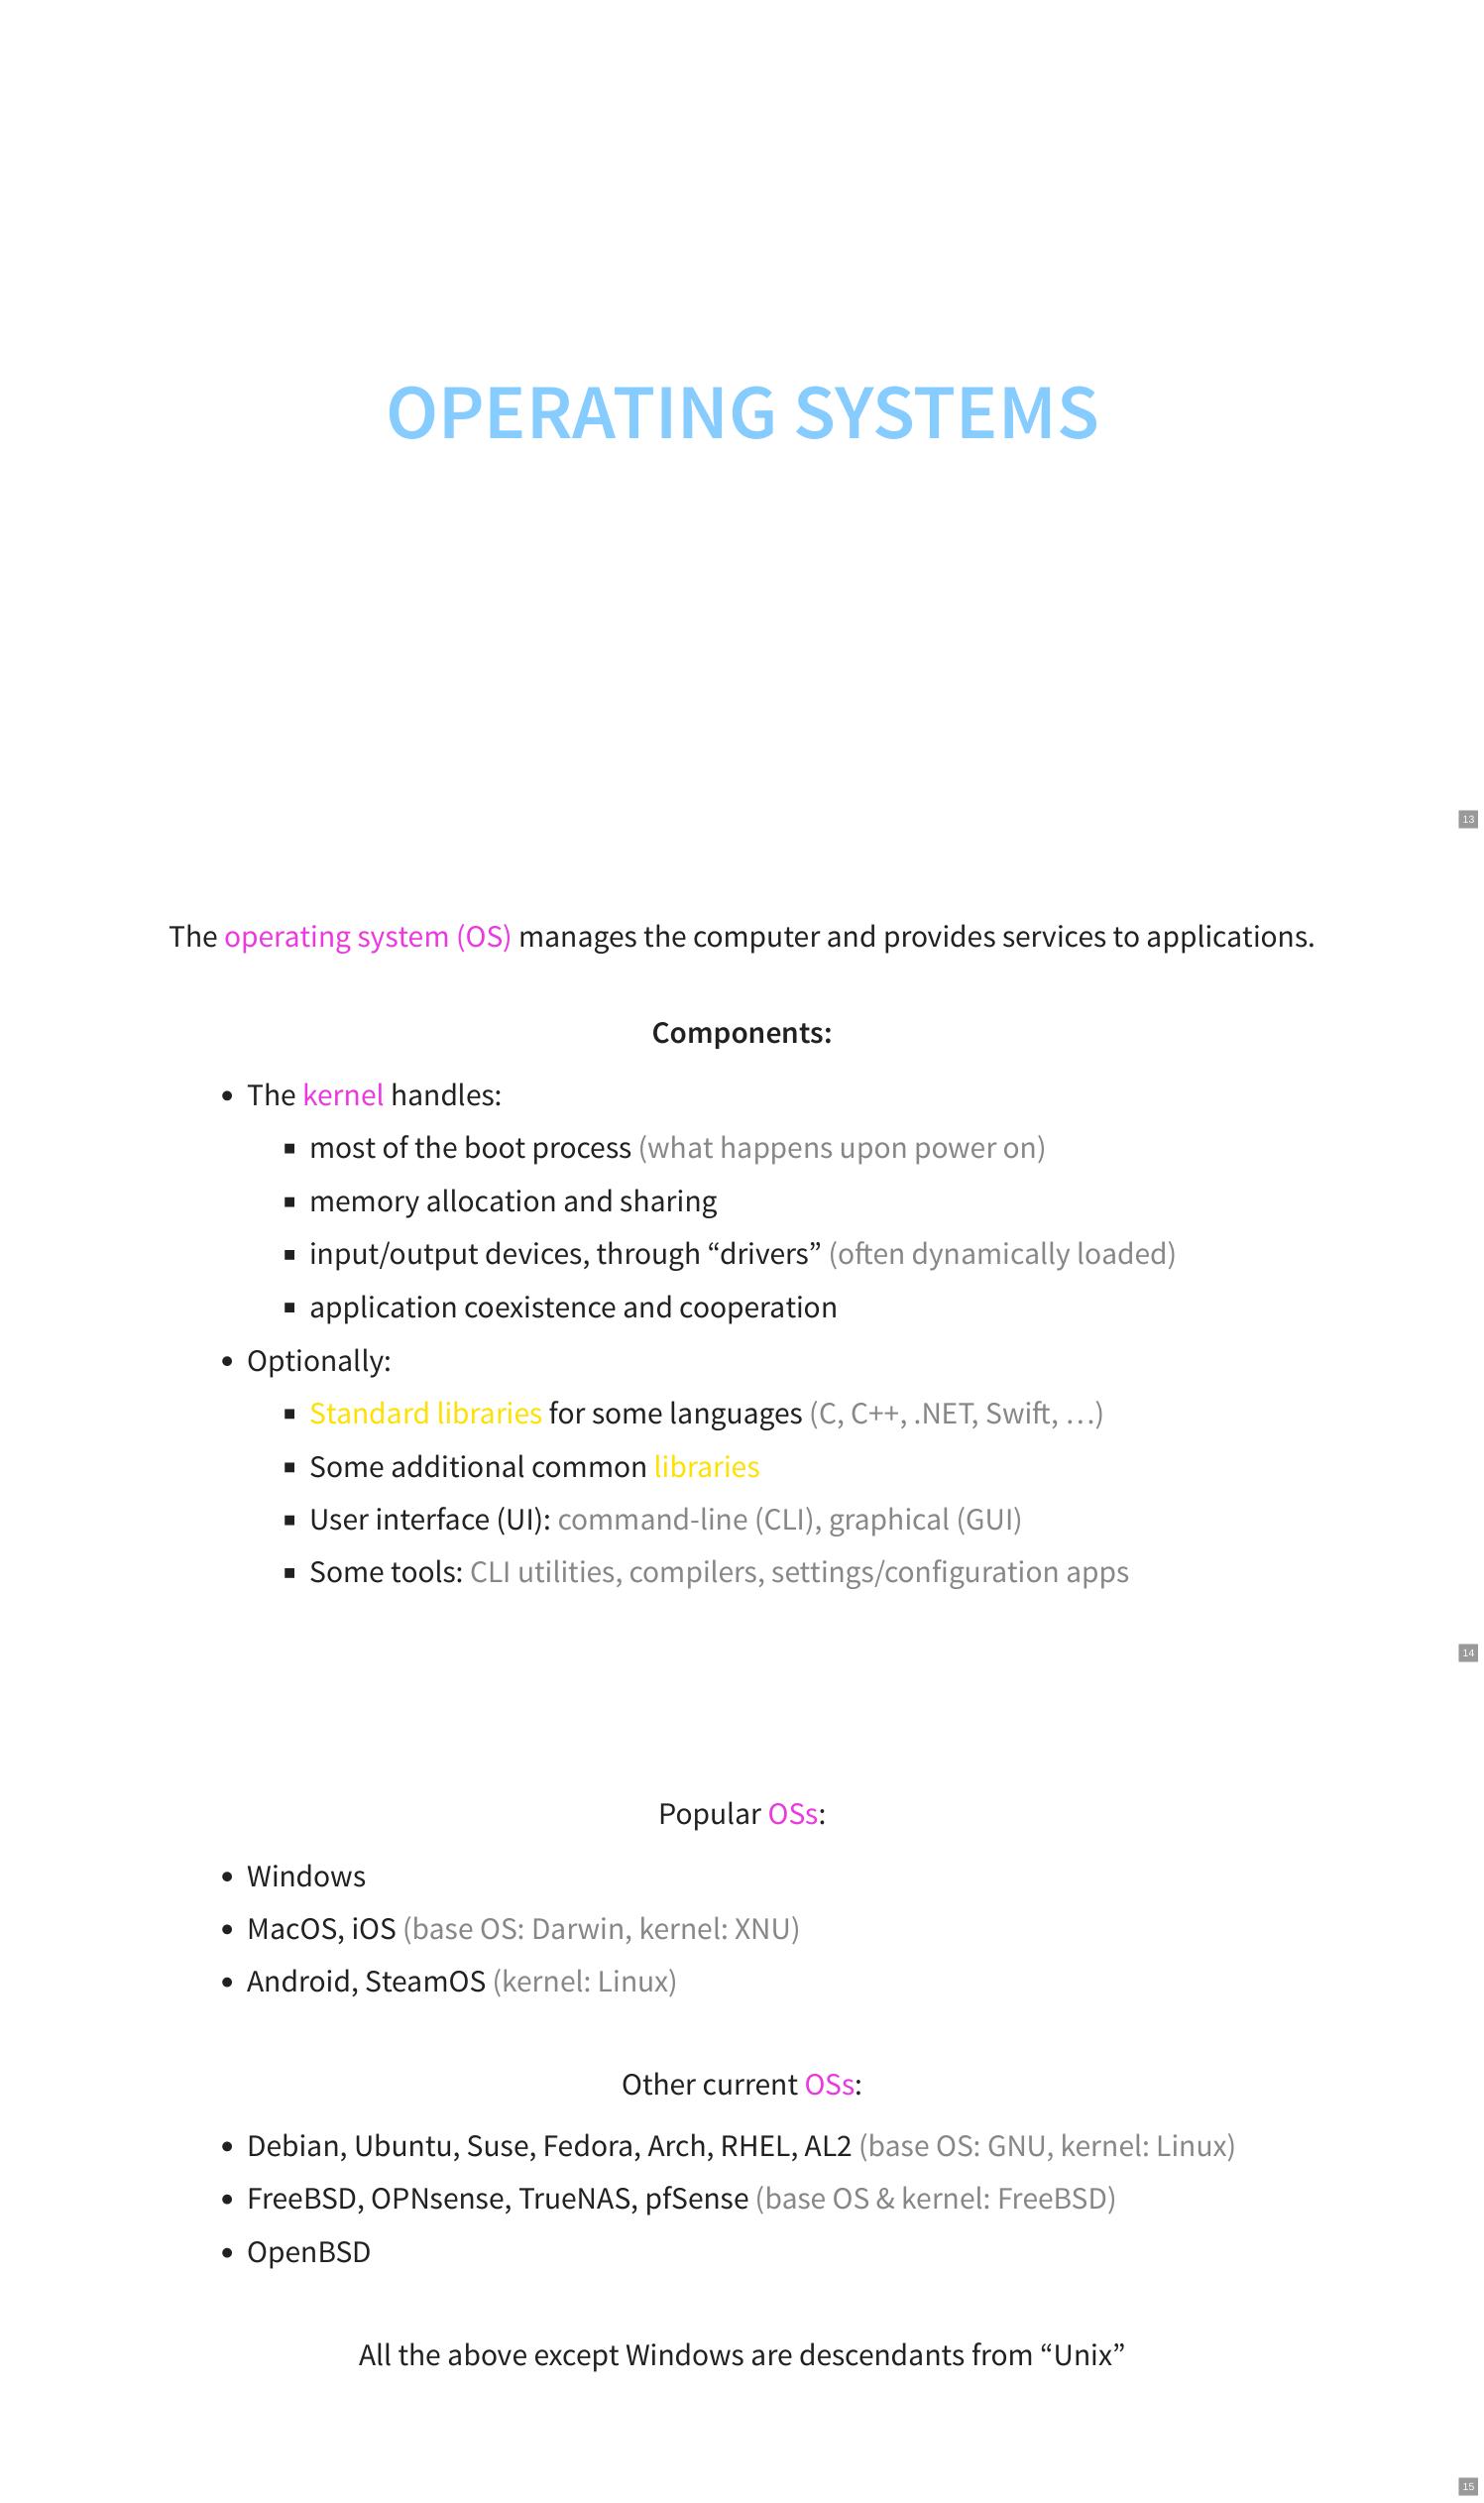 OPERATING SYSTEMS
13
The operating system (OS) manages the computer and provides services to applications.
Components:
• The kernel handles:
▪ most of the boot process (what happens upon power on)
▪ memory allocation and sharing
▪ input/output devices, through “drivers” (often dynamically loaded)
▪ application coexistence and cooperation
• Optionally:
▪ Standard libraries for some languages (C, C++, .NET, Swift, …)
▪ Some additional common libraries
▪ User interface (UI): command-line (CLI), graphical (GUI)
▪ Some tools: CLI utilities, compilers, settings/configuration apps
14
Popular OSs:
• Windows
• MacOS, iOS (base OS: Darwin, kernel: XNU)
• Android, SteamOS (kernel: Linux)
Other current OSs:
• Debian, Ubuntu, Suse, Fedora, Arch, RHEL, AL2 (base OS: GNU, kernel: Linux)
• FreeBSD, OPNsense, TrueNAS, pfSense (base OS & kernel: FreeBSD)
• OpenBSD
All the above except Windows are descendants from “Unix”
15